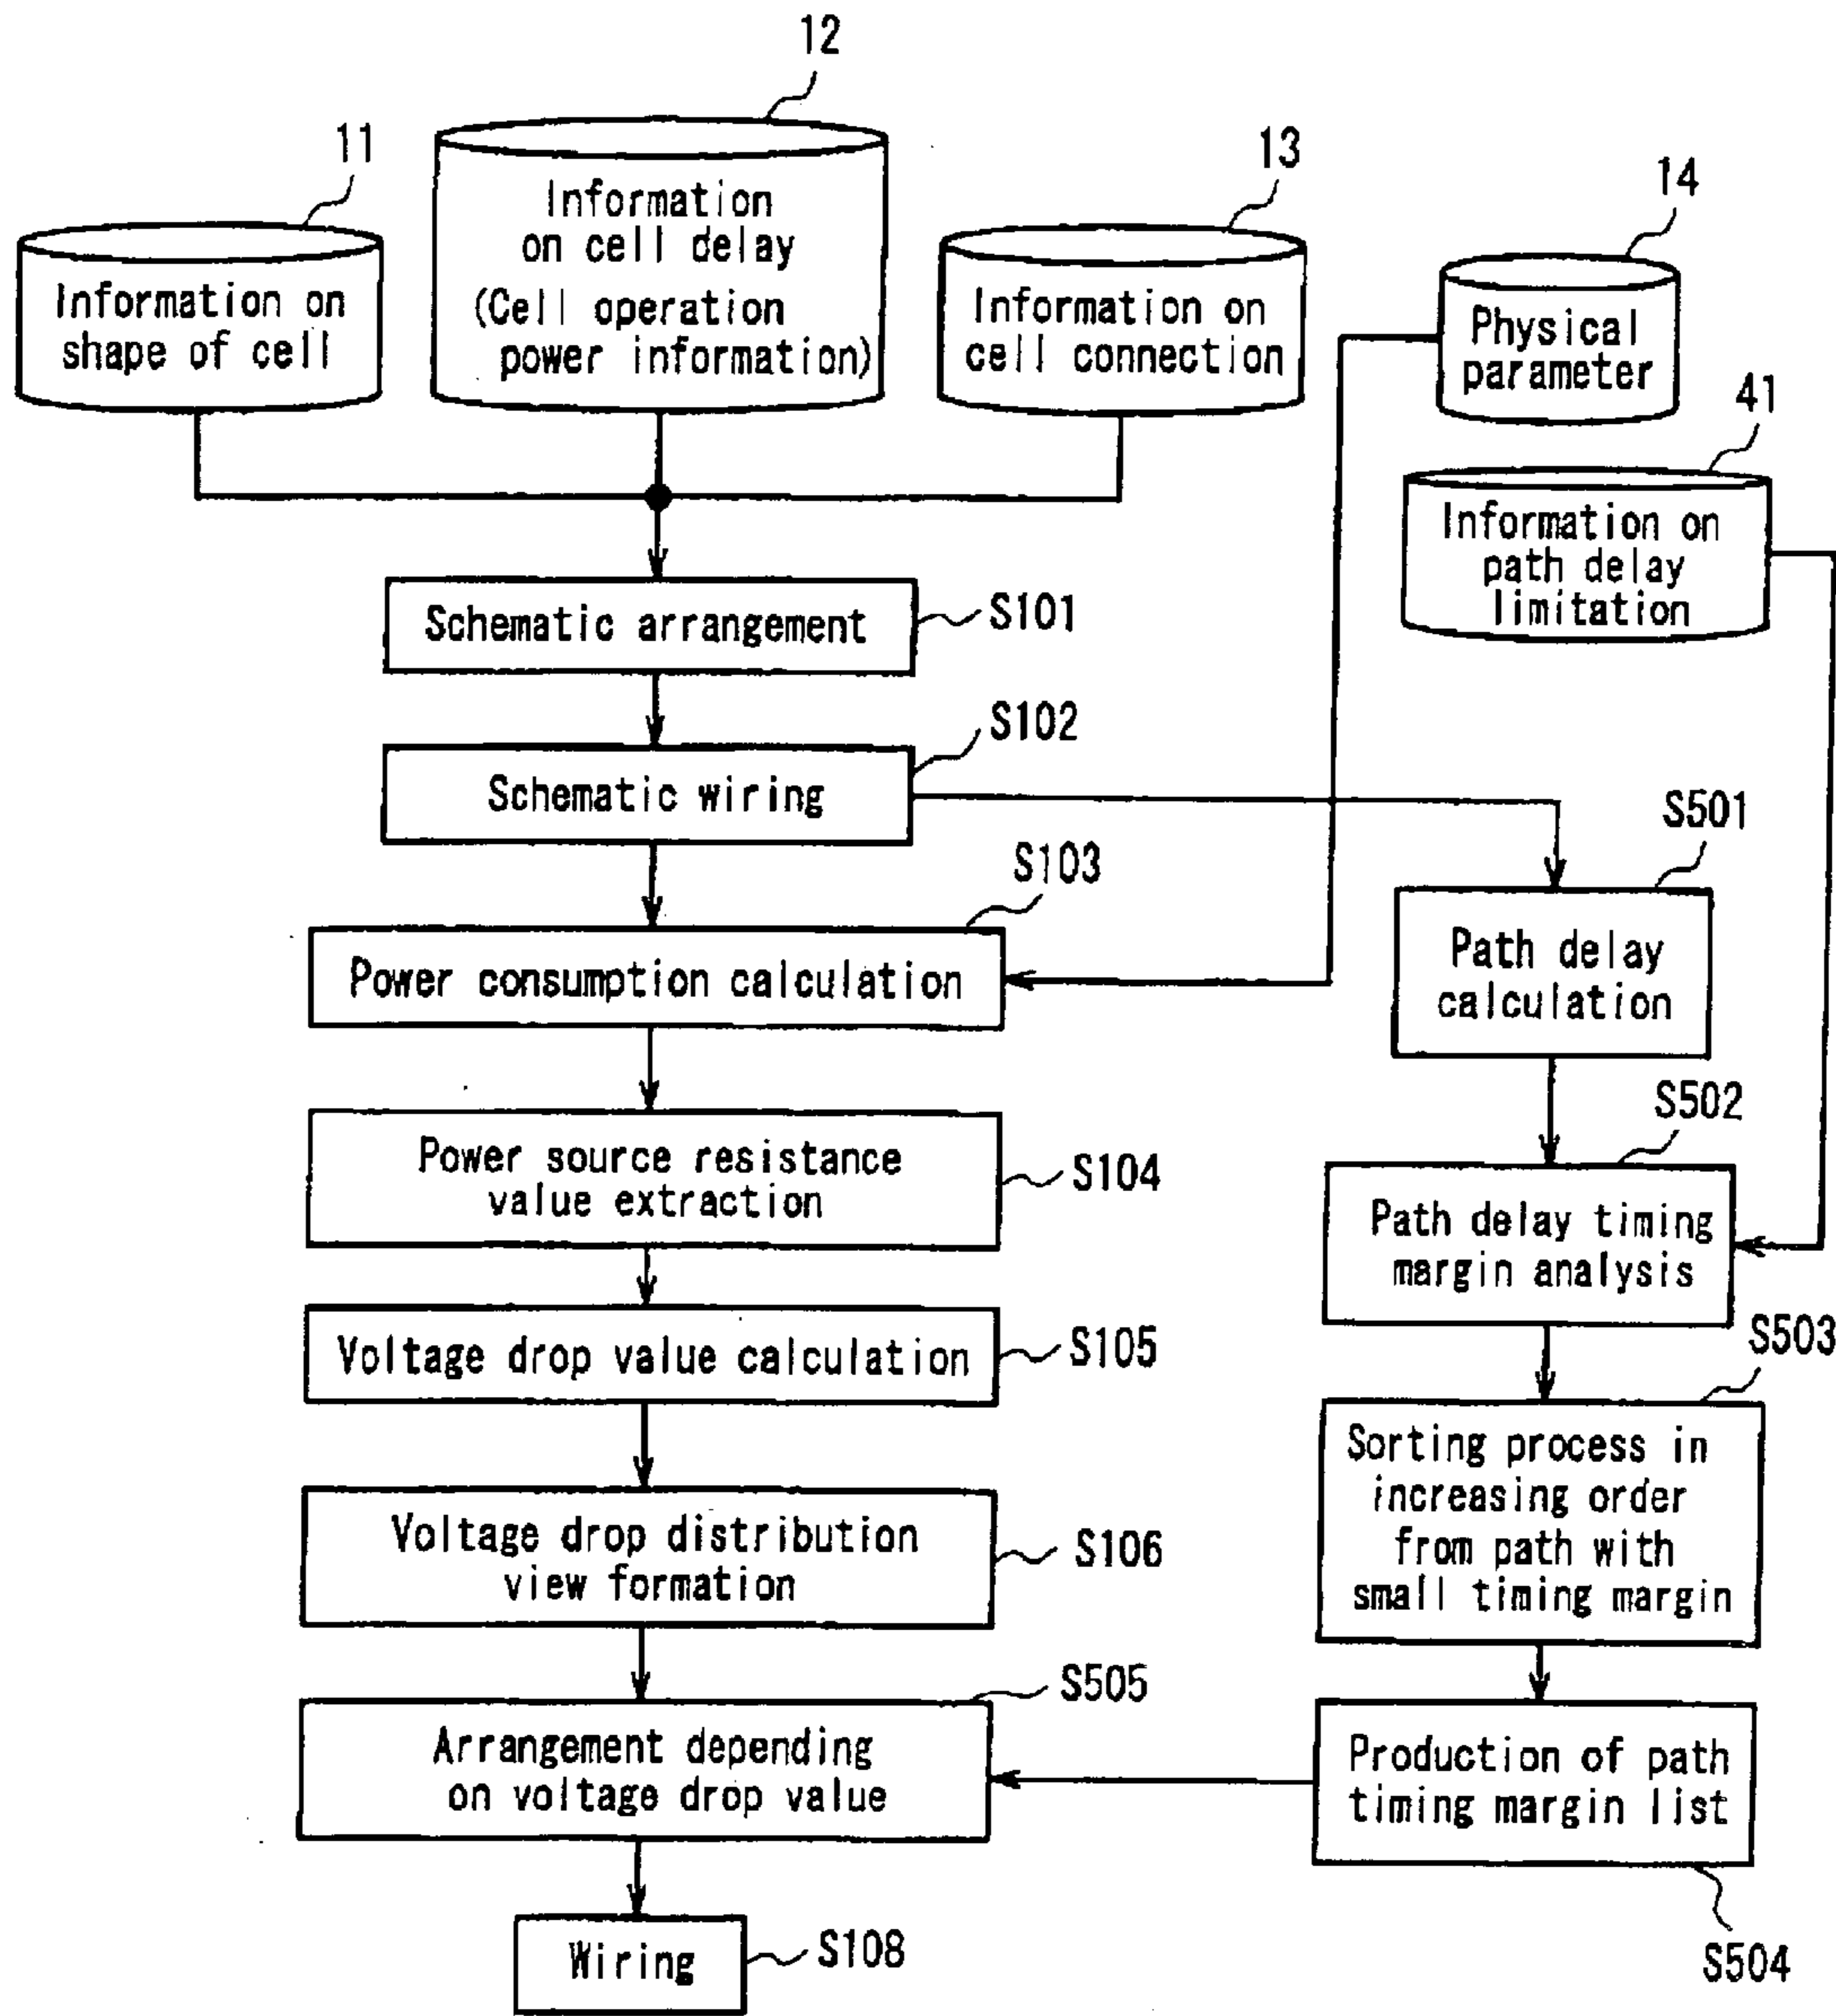 12
11
13
14
Information
on cell delay
(Cell operation
power information)
Information on
shape of cell
Information on
cell connection
Physical
parameter
41
Information on
path delay
limitation
Schematic arrangement
S101
Schematic wiring
S102
S501
S103
Power consumption calculation
Path delay
calculation
S502
Power source resistance
value extraction
S104
Path delay timing
margin analysis
Voltage drop value calculation
S105
S503
Sorting process in
increasing order
from path with
small timing margin
Voltage drop distribution
view formation
S106
S505
Arrangement depending
on voltage drop value
Production of path
timing margin list
S504
Wiring
S108